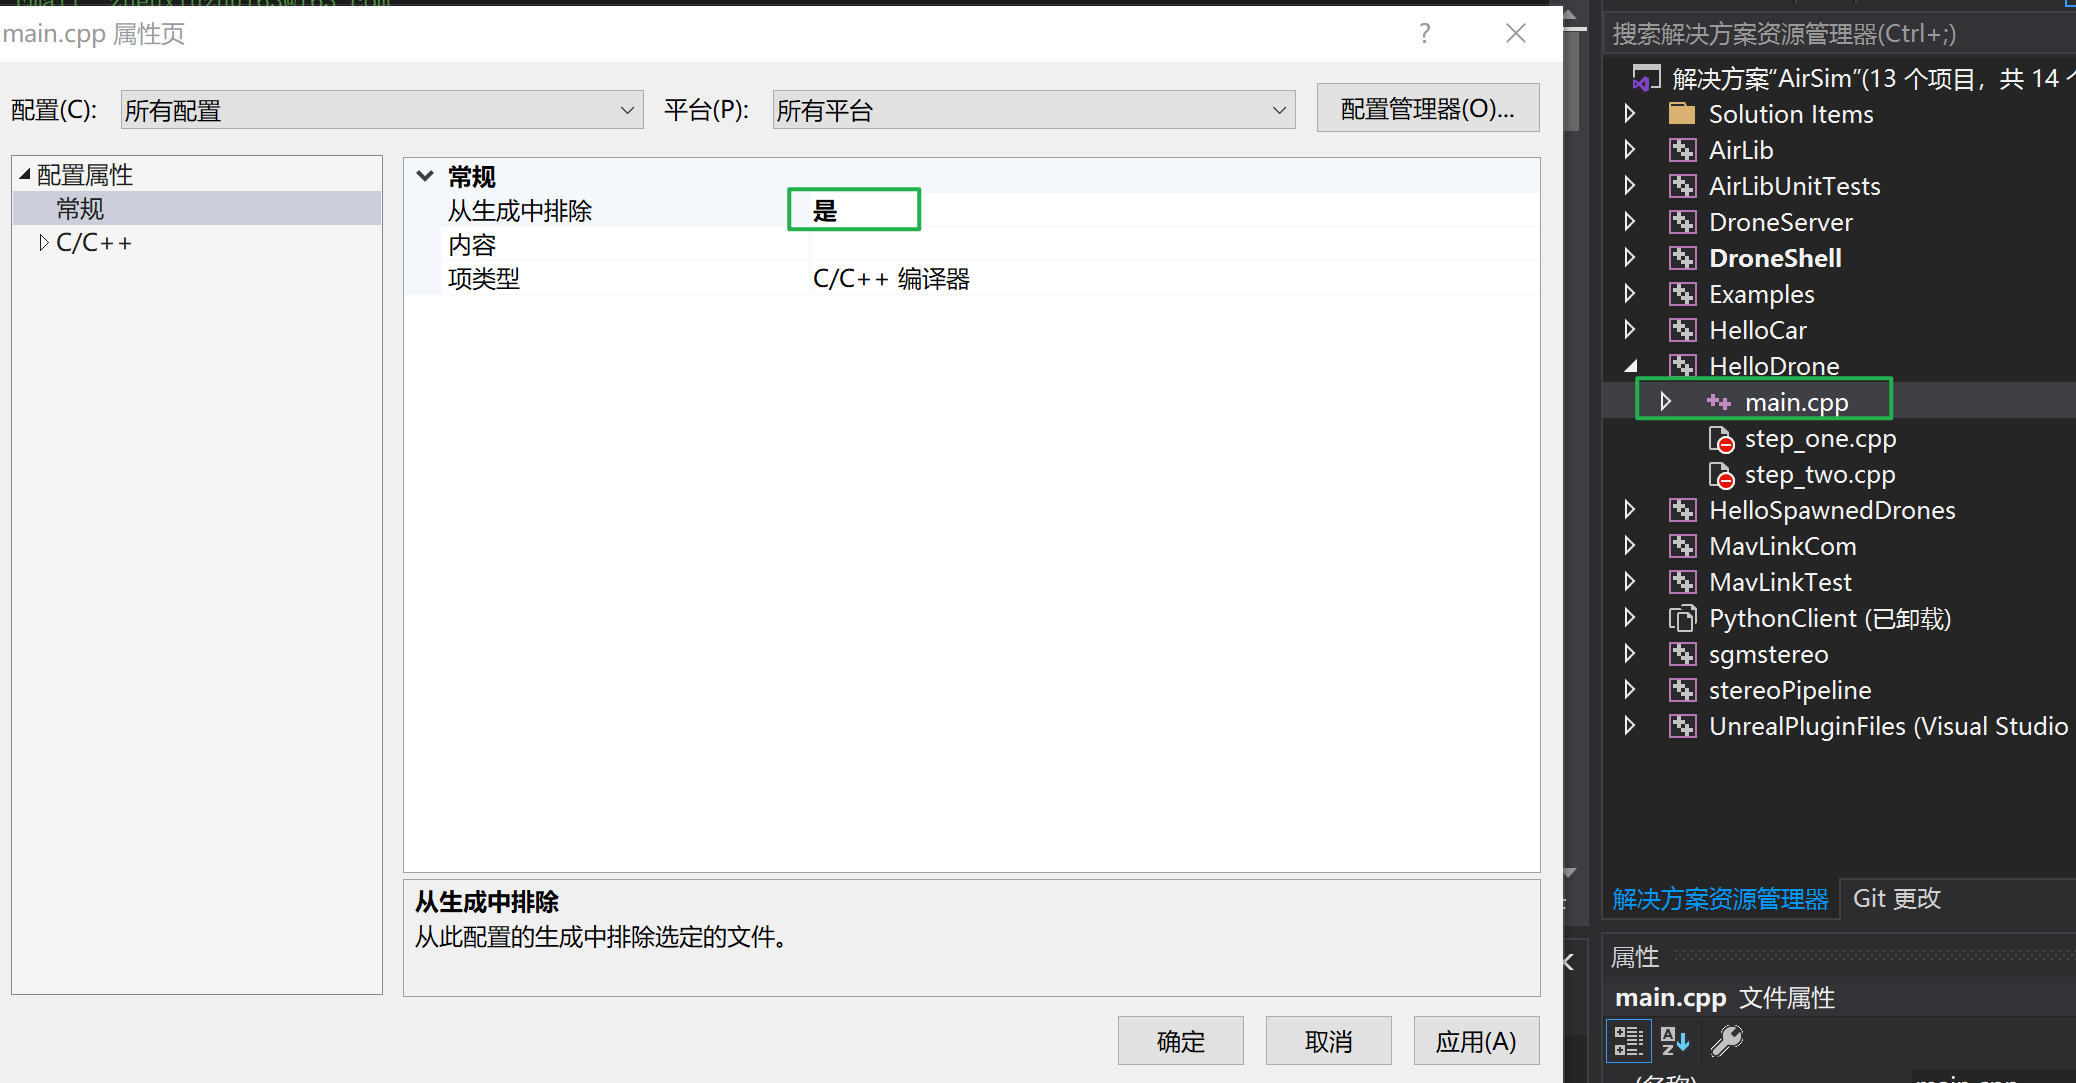 main.cpp 属性页
?
配置(C): 所有配置 平台(P): 所有平台 配置管理器(O)...
配置属性
常规
C/C++
常规
从生成中排除 是
内容
项类型 C/C++ 编译器
从生成中排除
从此配置的生成中排除选定的文件。
确定 取消 应用(A)
搜索解决方案资源管理器(Ctrl+;)
解决方案“AirSim”(13 个项目，共 14
Solution Items
AirLib
AirLibUnitTests
DroneServer
DroneShell
Examples
HelloCar
HelloDrone
main.cpp
step_one.cpp
step_two.cpp
HelloSpawnedDrones
MavLinkCom
MavLinkTest
PythonClient (已卸载)
sgmstereo
stereoPipeline
UnrealPluginFiles (Visual Studio
解决方案资源管理器 Git 更改
属性
main.cpp 文件属性
(名称) main.cpp